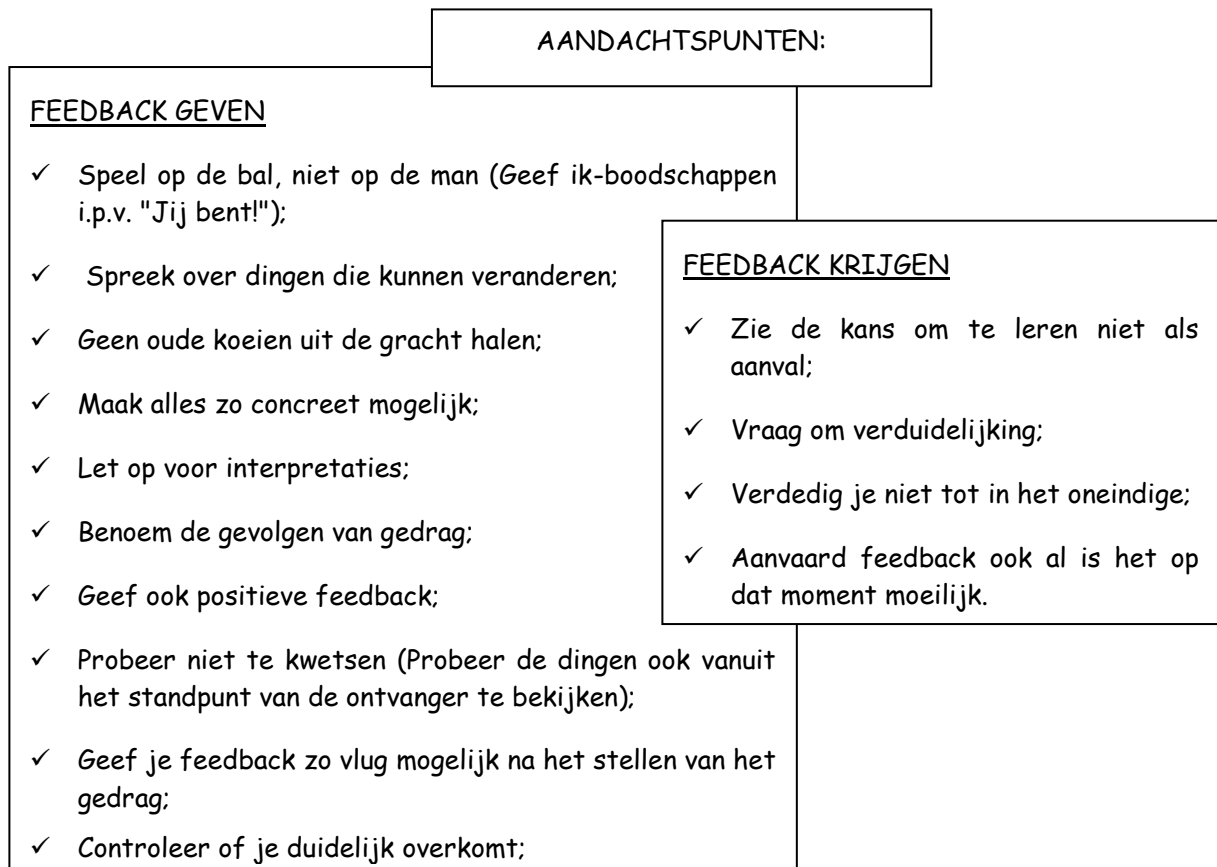 AANDACHTSPUNTEN:
FEEDBACK GEVEN
✓ Speel op de bal, niet op de man (Geef ik-boodschappen
i.p.v. "Jij bent!");
✓ Spreek over dingen die kunnen veranderen;
✓ Geen oude koeien uit de gracht halen;
✓ Maak alles zo concreet mogelijk;
✓ Let op voor interpretaties;
✓ Benoem de gevolgen van gedrag;
✓ Geef ook positieve feedback;
✓ Probeer niet te kwetsen (Probeer de dingen ook vanuit
het standpunt van de ontvanger te bekijken);
✓ Geef je feedback zo vlug mogelijk na het stellen van het
gedrag;
✓ Controleer of je duidelijk overkomt;
FEEDBACK KRIJGEN
✓ Zie de kans om te leren niet als
aanval;
✓ Vraag om verduidelijking;
✓ Verdedig je niet tot in het oneindige;
✓ Aanvaard feedback ook al is het op
dat moment moeilijk.